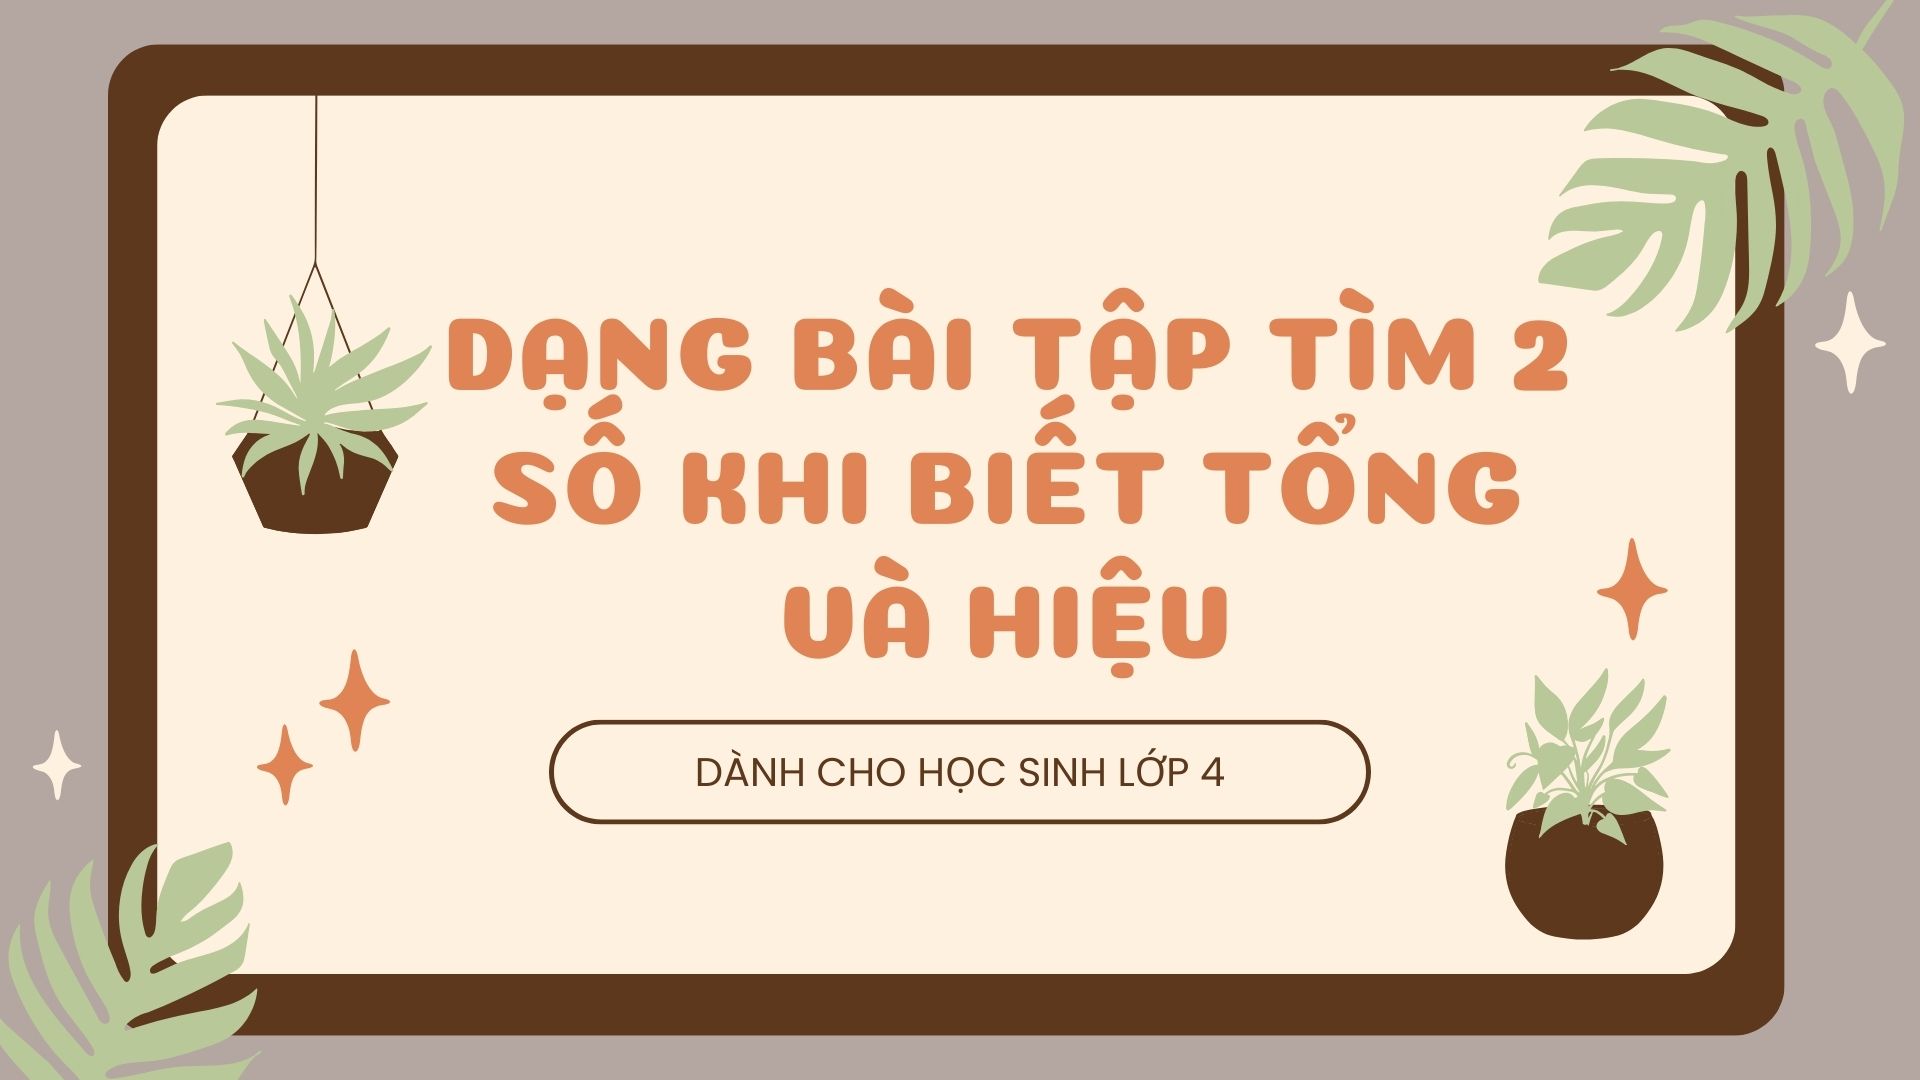 DẠNG BÀI TẬP TÌM 2
SỐ KHI BIẾT TỔNG
VÀ HIỆU
DÀNH CHO HỌC SINH LỚP 4